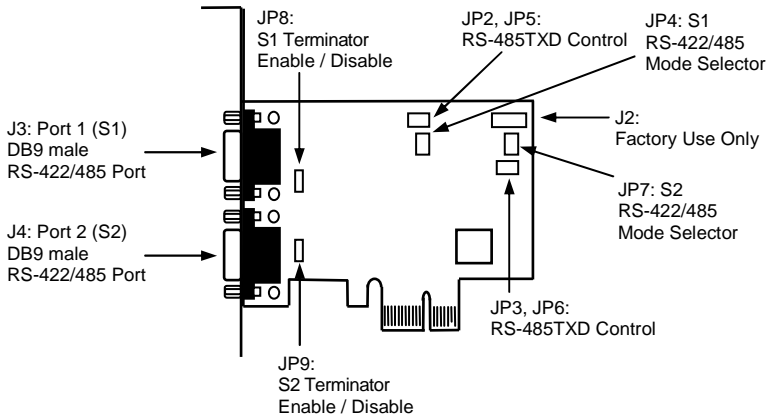 JP8:
S1 Terminator
Enable / Disable
JP2, JP5:
RS-485TXD Control
JP4: S1
RS-422/485
Mode Selector
J3: Port 1 (S1)
DB9 male
RS-422/485 Port
J2:
Factory Use Only
J4: Port 2 (S2)
DB9 male
RS-422/485 Port
JP7: S2
RS-422/485
Mode Selector
JP3, JP6:
RS-485TXD Control
JP9:
S2 Terminator
Enable / Disable